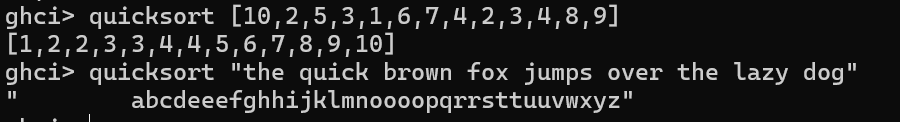 ghci> quicksort [10,2,5,3,1,6,7,4,2,3,4,8,9]
[1,2,2,3,3,4,4,5,6,7,8,9,10]
ghci> quicksort "the quick brown fox jumps over the lazy dog"
"        abcdeeefghhijklmnoooopqrrsttuuvwxyz"